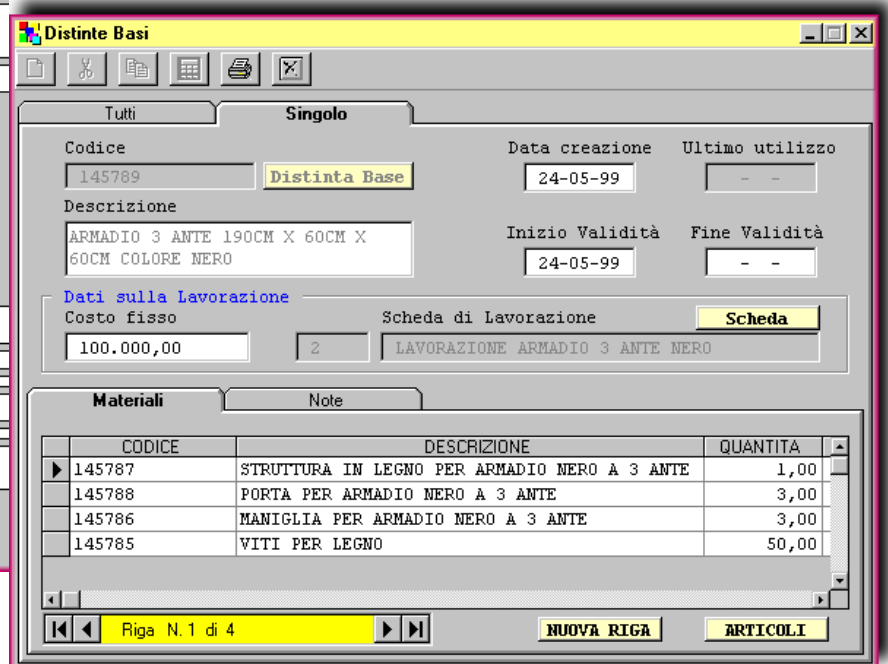 Distinte Basi
Tutti Singolo
Codice Data creazione Ultimo utilizzo
145789 Distinta Base 24-05-99 - -
Descrizione
ARMADIO 3 ANTE 190CM X 60CM X
60CM COLORE NERO
Inizio Validità Fine Validità
24-05-99 - -
Dati sulla Lavorazione
Costo fisso Scheda di Lavorazione Scheda
100.000,00 2 LAVORAZIONE ARMADIO 3 ANTE NERO
Materiali Note
CODICE DESCRIZIONE QUANTITA
145787 STRUTTURA IN LEGNO PER ARMADIO NERO A 3 ANTE 1,00
145788 PORTA PER ARMADIO NERO A 3 ANTE 3,00
145786 MANIGLIA PER ARMADIO NERO A 3 ANTE 3,00
145785 VITI PER LEGNO 50,00
Riga N. 1 di 4 NUOVA RIGA ARTICOLI